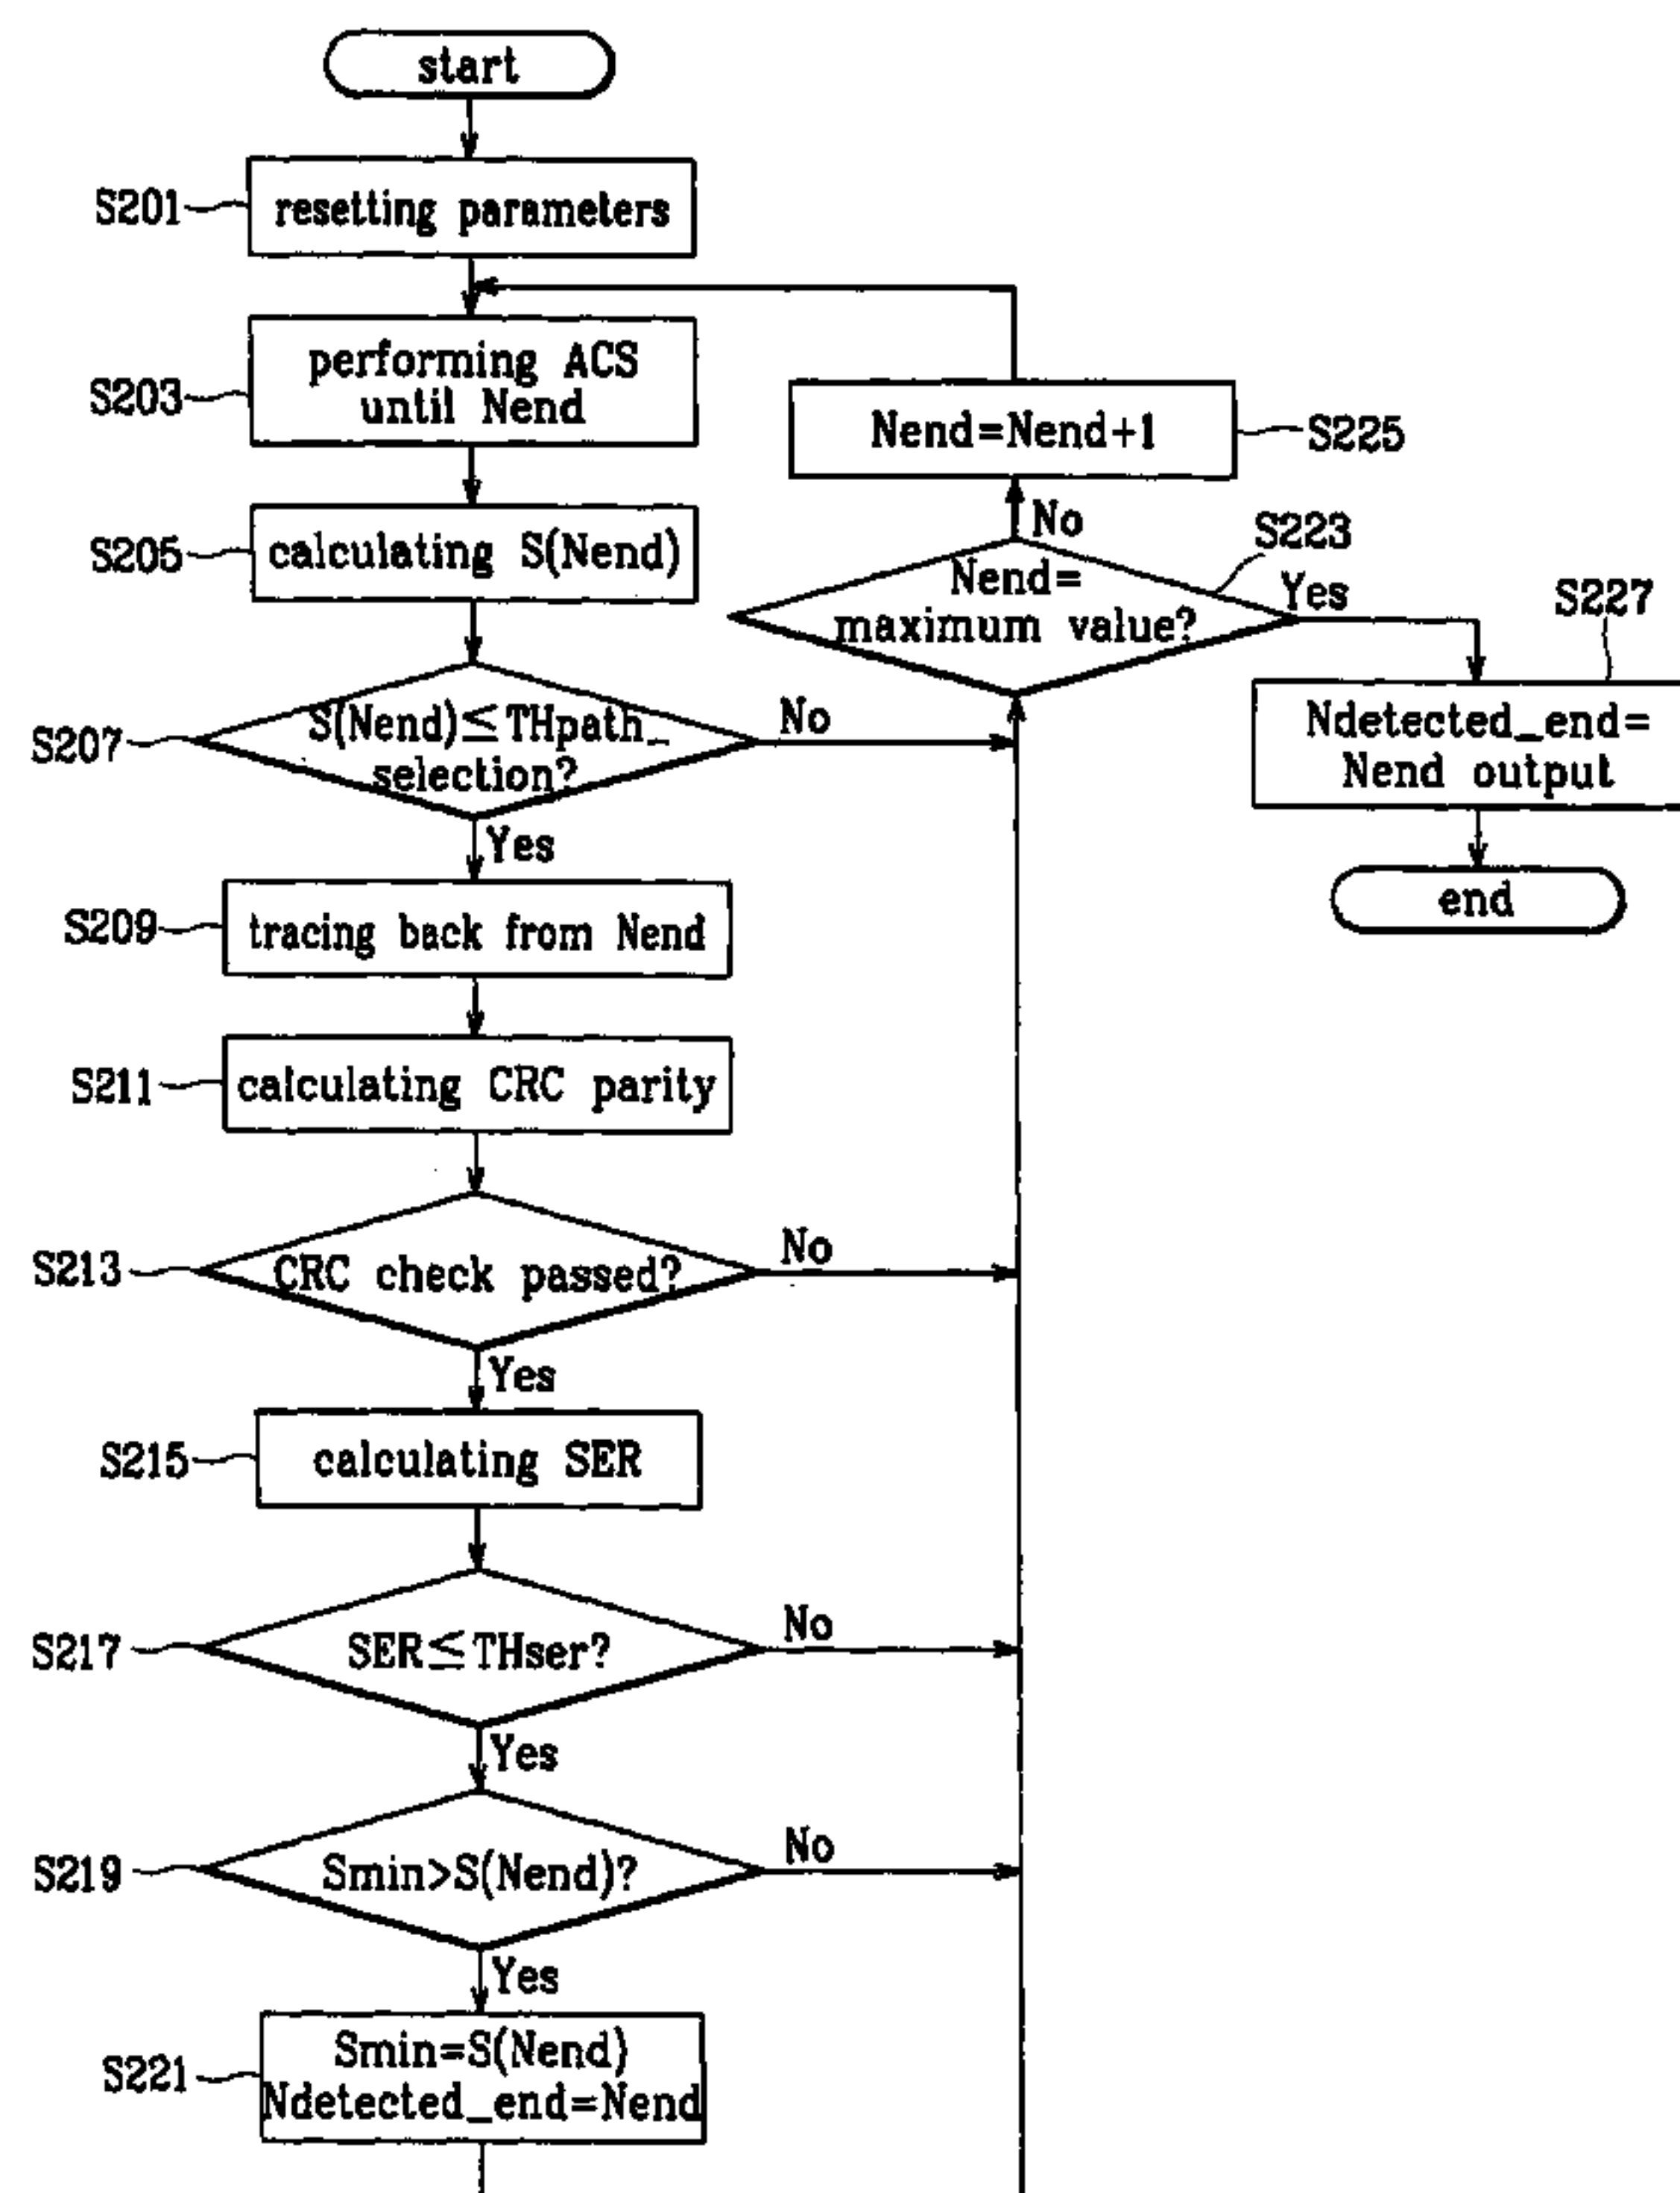 start
S201
resetting parameters
S203
performing ACS
until Nend
Nend=Nend+1
S225
S205
calculating S(Nend)
No
S223
Nend=
maximum value?
Yes
S227
Ndetected_end=
Nend output
end
S207
S(Nend)≦THpath_
selection?
No
Yes
S209
tracing back from Nend
S211
calculating CRC parity
S213
CRC check passed?
No
Yes
S215
calculating SER
S217
SER≦THser?
No
Yes
S219
Smin>S(Nend)?
No
Yes
S221
Smin=S(Nend)
Ndetected_end=Nend